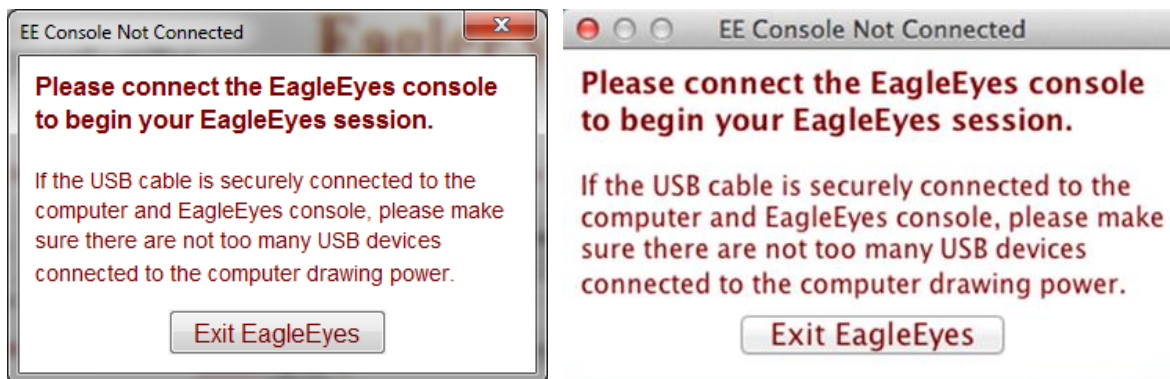 EE Console Not Connected
Please connect the EagleEyes console
to begin your EagleEyes session.
If the USB cable is securely connected to the
computer and EagleEyes console, please make
sure there are not too many USB devices
connected to the computer drawing power.
Exit EagleEyes
EE Console Not Connected
Please connect the EagleEyes console
to begin your EagleEyes session.
If the USB cable is securely connected to the
computer and EagleEyes console, please make
sure there are not too many USB devices
connected to the computer drawing power.
Exit EagleEyes